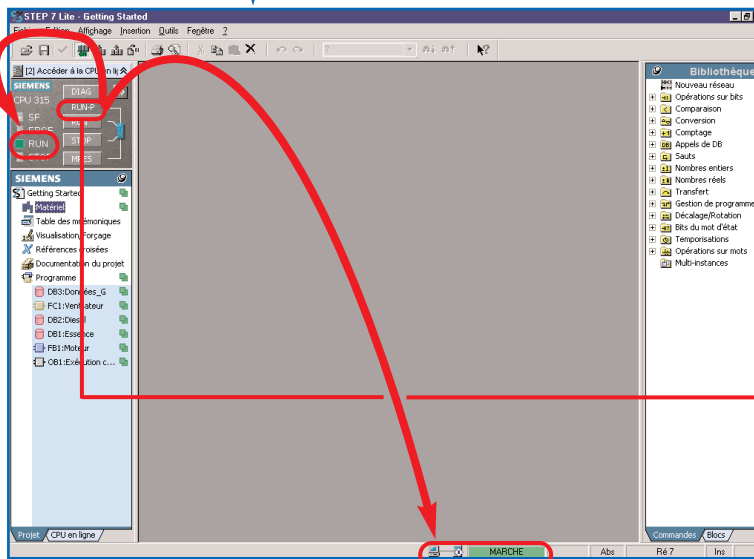 STEP 7 Lite - Getting Started
Fichier Edition Affichage Insertion Outils Fenêtre ?
?
[2] Accéder à la CPU en li
SIEMENS
CPU 315
DIAG
RUN-P
RUN
STOP
MRES
SF
FRCE
RUN
STOP
SIEMENS
Getting Started
Matériel
Table des mnémoniques
Visualisation/Forçage
Références croisées
Documentation du projet
Programme
DB3:Données_G
FC1:Ventilateur
DB2:Diesel
DB1:Essence
FB1:Moteur
OB1:Exécution c...
Projet
CPU en ligne
Bibliothèque
Nouveau réseau
Opérations sur bits
Comparaison
Conversion
Comptage
Appels de DB
Sauts
Nombres entiers
Nombres réels
Transfert
Gestion de programme
Décalage/Rotation
Bits du mot d'état
Temporisations
Opérations sur mots
Multi-instances
Commandes
Blocs
MARCHE
Abs
Ré 7
Ins